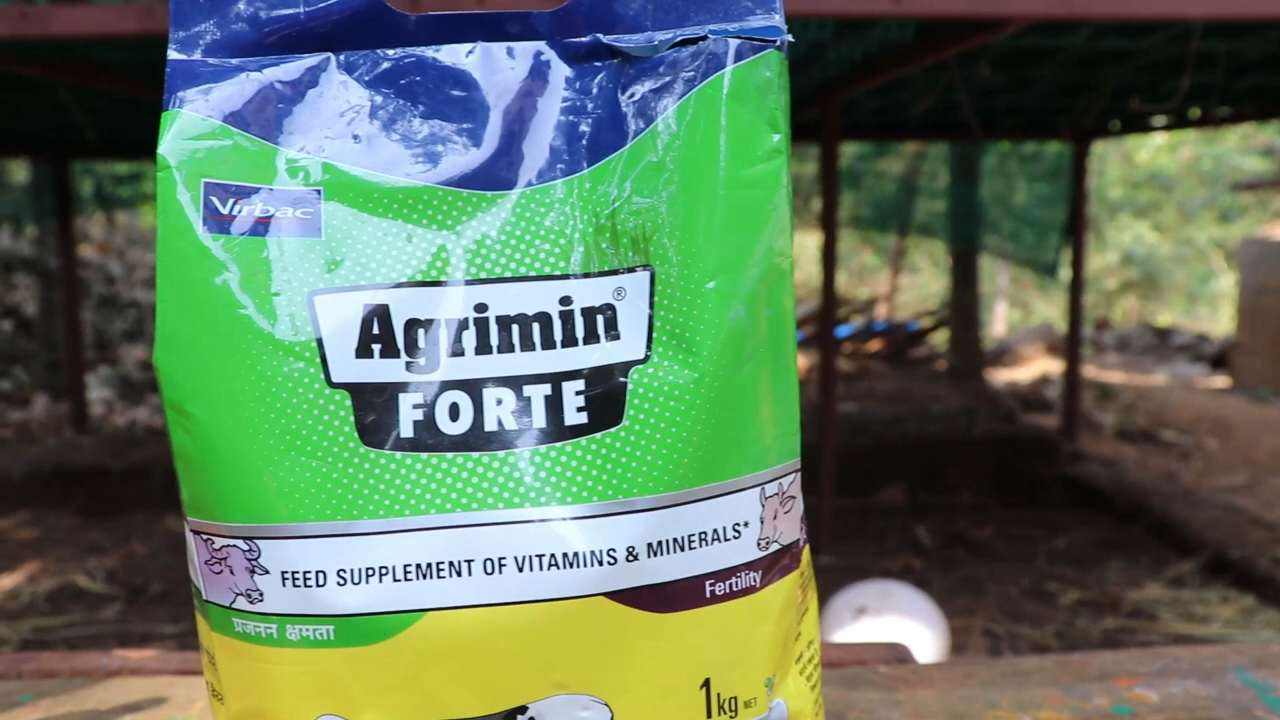 Virbac
Agrimin®
FORTE
FEED SUPPLEMENT OF VITAMINS & MINERALS*
Fertility
प्रजनन क्षमता
1kg NET